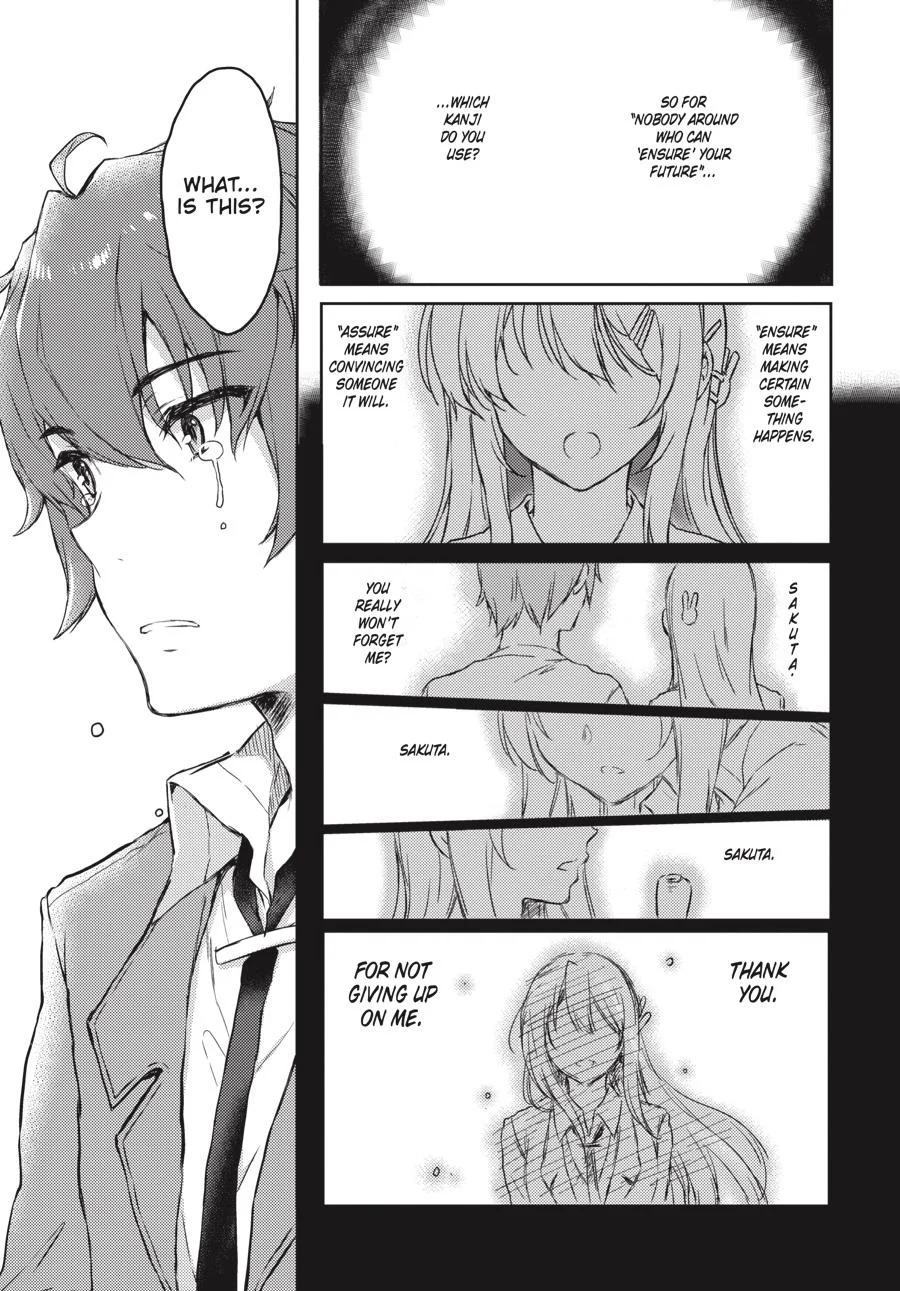 SO FOR
"NOBODY AROUND
WHO CAN
'ENSURE' YOUR
FUTURE"...
...WHICH
KANJI
DO YOU
USE?
"ENSURE"
MEANS
MAKING
CERTAIN
SOME-
THING
HAPPENS.
"ASSURE"
MEANS
CONVINCING
SOMEONE
IT WILL.
SAKUTA.
YOU
REALLY
WON'T
FORGET
ME?
SAKUTA.
SAKUTA.
THANK
YOU.
FOR NOT
GIVING UP
ON ME.
WHAT...
IS THIS?